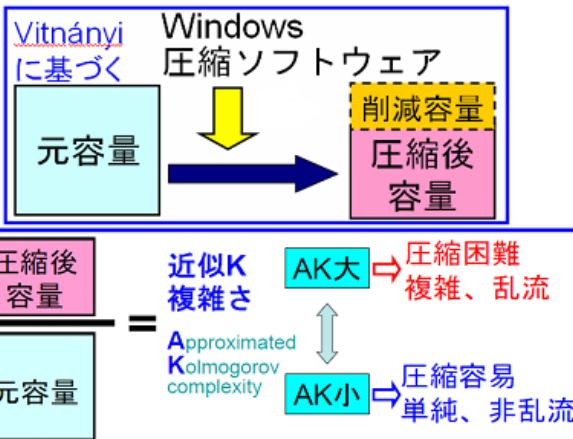 Vitnányi
に基づく
Windows
圧縮ソフトウェア
元容量
削減容量
圧縮後
容量
圧縮後
容量
元容量
=
近似K
複雑さ
Approximated
Kolmogorov
complexity
AK大
圧縮困難
複雑、乱流
AK小
圧縮容易
単純、非乱流